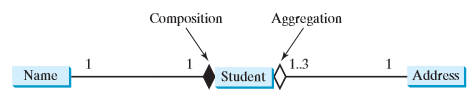 Composition Aggregation
1 1 1..3 1
Name Student Address